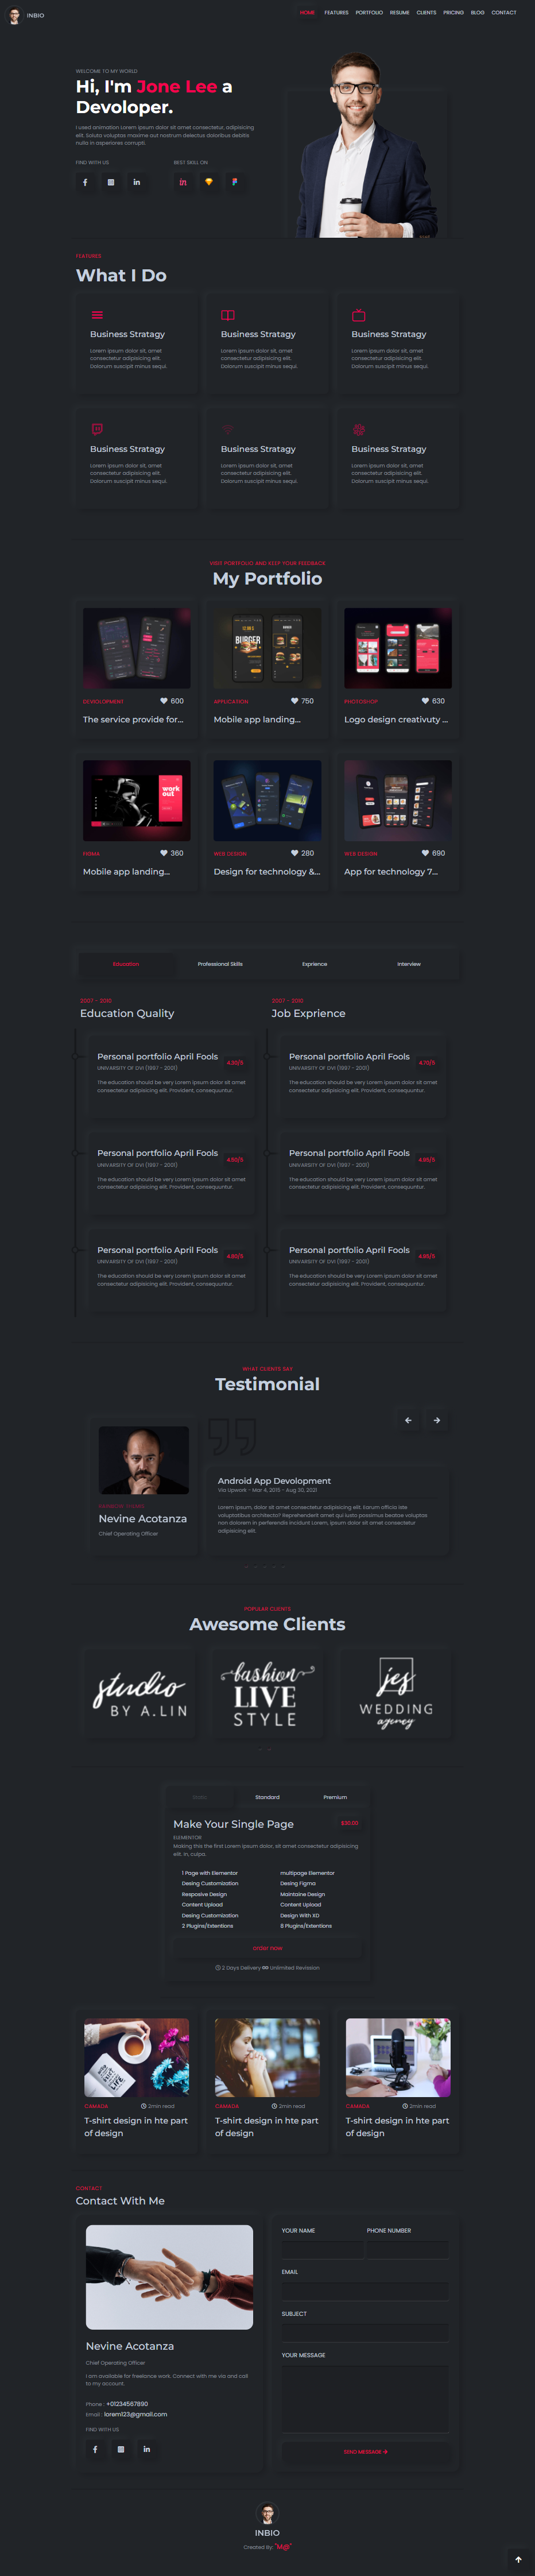 INBIO
HOME FEATURES PORTFOLIO RESUME CLIENTS PRICING BLOG CONTACT
WELCOME TO MY WORLD
Hi, I'm Jone Lee a
Devoloper.
I used animation Lorem ipsum dolor sit amet consectetur, adipisicing
elit. Soluta voluptas maxime aut nostrum delectus doloribus debitis
nulla in asperiores corrupti.
FIND WITH US
BEST SKILL ON
FEASURES
What I Do
Business Stratagy
Lorem ipsum dolor sit, amet
consectetur adipisicing elit.
Dolorum suscipit minus sequi.
Business Stratagy
Lorem ipsum dolor sit, amet
consectetur adipisicing elit.
Dolorum suscipit minus sequi.
Business Stratagy
Lorem ipsum dolor sit, amet
consectetur adipisicing elit.
Dolorum suscipit minus sequi.
Business Stratagy
Lorem ipsum dolor sit, amet
consectetur adipisicing elit.
Dolorum suscipit minus sequi.
Business Stratagy
Lorem ipsum dolor sit, amet
consectetur adipisicing elit.
Dolorum suscipit minus sequi.
Business Stratagy
Lorem ipsum dolor sit, amet
consectetur adipisicing elit.
Dolorum suscipit minus sequi.
VISIT PORTFOLIO AND KEEP YOUR FEEDBACK
My Portfolio
BURGER
DEVOLOPMENT 600
The service provide for...
APPLICATION 750
Mobile app landing...
PHOTOSHOP 630
Logo design creativuty ...
work
out
FIGMA 360
Mobile app landing...
WEB DESIGN 280
Design for technology &...
WEB DESIGN 690
App for technology 7...
Education Professional Skills Exprience Interview
2007 - 2010
Education Quality
Personal portfolio April Fools
UNIVARSITY OF DVI (1997 - 2001)
4.30/5
The education should be very Lorem ipsum dolor sit amet
consectetur adipisicing elit. Provident, consequuntur.
Personal portfolio April Fools
UNIVARSITY OF DVI (1997 - 2001)
4.50/5
The education should be very Lorem ipsum dolor sit amet
consectetur adipisicing elit. Provident, consequuntur.
Personal portfolio April Fools
UNIVARSITY OF DVI (1997 - 2001)
4.80/5
The education should be very Lorem ipsum dolor sit amet
consectetur adipisicing elit. Provident, consequuntur.
2007 - 2010
Job Exprience
Personal portfolio April Fools
UNIVARSITY OF DVI (1997 - 2001)
4.70/5
The education should be very Lorem ipsum dolor sit amet
consectetur adipisicing elit. Provident, consequuntur.
Personal portfolio April Fools
UNIVARSITY OF DVI (1997 - 2001)
4.95/5
The education should be very Lorem ipsum dolor sit amet
consectetur adipisicing elit. Provident, consequuntur.
Personal portfolio April Fools
UNIVARSITY OF DVI (1997 - 2001)
4.95/5
The education should be very Lorem ipsum dolor sit amet
consectetur adipisicing elit. Provident, consequuntur.
WHAT CLIENTS SAY
Testimonial
Nevine Acotanza
Chief Operating Officer
Android App Devolopment
Via Upwork - Mar 4, 2015 - Aug 30, 2021
Lorem ipsum, dolor sit amet consectetur adipisicing elit. Earum officia iste
voluptatibus architecto? Reprehenderit amet qui iusto possimus beatae voluptas
non dolorem in perferendis incidunt Lorem, ipsum dolor sit amet consectetur
adipisicing elit.
POPULAR CLIENTS
Awesome Clients
studio
BY A.LIN
fashion
LIVE
STYLE
jes
WEDDING
agency
Standard Premium
Make Your Single Page
$30.00
ELEMENTOR
Making this the first Lorem ipsum dolor, sit amet consectetur adipisicing
elit. In, culpa.
1 Page with Elementor
Desing Customization
Resposive Design
Content Upload
Desing Customization
2 Plugins/Extentions
multipage Elementor
Desing Figma
Maintaine Design
Content Upload
Design With XD
8 Plugins/Extentions
order now
2 Days Delivery Unlimited Revission
LIFE
CANADA 2min read
T-shirt design in hte part
of design
CANADA 2min read
T-shirt design in hte part
of design
CANADA 2min read
T-shirt design in hte part
of design
CONTACT
Contact With Me
Nevine Acotanza
Chief Operating Officer
I am available for freelance work. Connect with me via and call
to my account.
Phone : +01234567890
Email : lorem123@gmail.com
FIND WITH US
YOUR NAME
PHONE NUMBER
EMAIL
SUBJECT
YOUR MESSAGE
SEND MESSAGE
INBIO
Created By "M@"